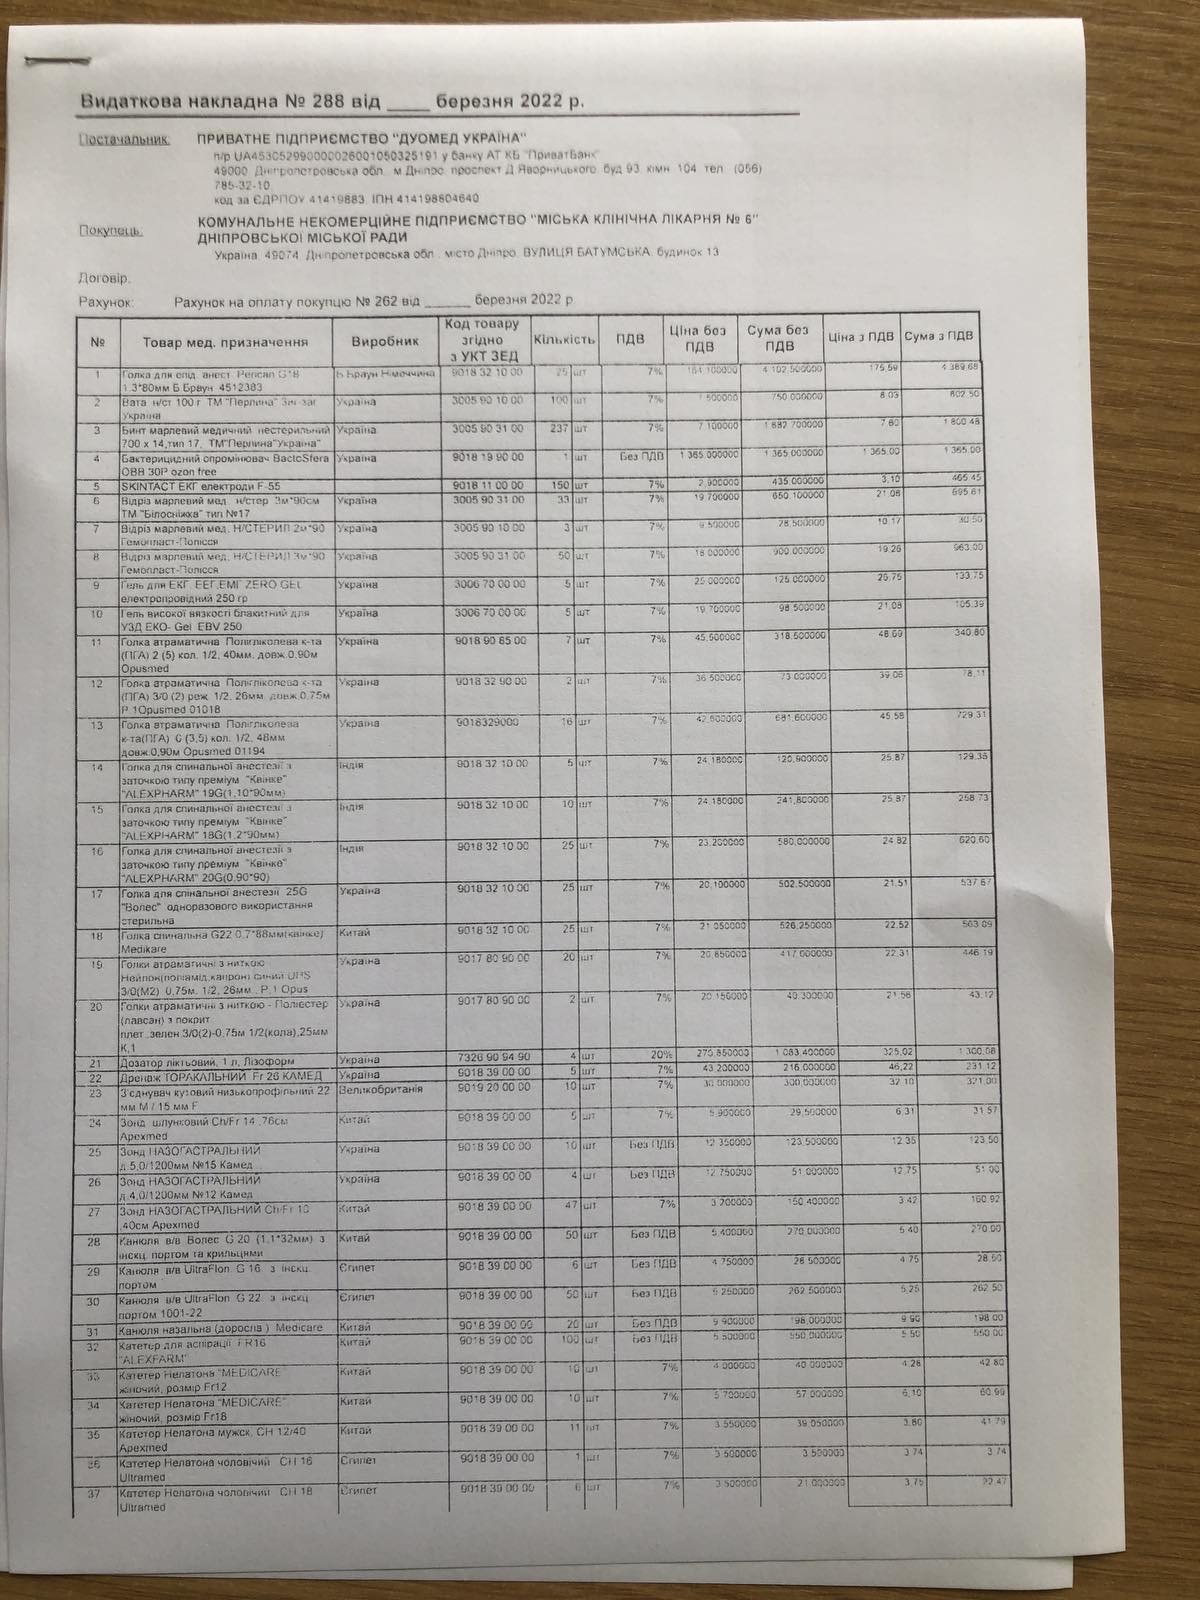 Видаткова накладна № 288 від ____ березня 2022 р.
Постачальник: ПРИВАТНЕ ПІДПРИЄМСТВО "ДУОМЕД УКРАЇНА"
п/р UA453052990000026001050325191 у банку АТ КБ "ПриватБанк"
49000, Дніпропетровська обл., м.Дніпро, проспект Д.Яворницького, буд.93, кімн. 104, тел. (056)
785-32-10,
код за ЄДРПОУ 41419883, ІПН 414198804640
Покупець: КОМУНАЛЬНЕ НЕКОМЕРЦІЙНЕ ПІДПРИЄМСТВО "МІСЬКА КЛІНІЧНА ЛІКАРНЯ № 6"
ДНІПРОВСЬКОЇ МІСЬКОЇ РАДИ
Україна, 49074, Дніпропетровська обл., місто Дніпро, ВУЛИЦЯ БАТУМСЬКА, будинок 13
Договір:
Рахунок: Рахунок на оплату покупцю № 262 від ______ березня 2022 р.
№ Товар мед. призначення Виробник Код товару згідно з УКТ ЗЕД Кількість ПДВ Ціна без ПДВ Сума без ПДВ Ціна з ПДВ Сума з ПДВ
1 Голка для епід. анест. Perican G*18 Б.Браун Німеччина 9018 32 10 00 25 шт 7% 164,100000 4 102,500000 175,59 4 389,68
1,3*80мм Б.Браун 4512383
2 Вата н/ст 100 г ТМ "Перлина" Зиг-заг Україна 3005 90 10 00 100 шт 7% 7,500000 750,000000 8,03 802,50
Україна
3 Бинт марлевий медичний нестерильний Україна 3005 90 31 00 237 шт 7% 7,100000 1 682,700000 7,60 1 800,48
700 х 14,тип 17, ТМ"Перлина"Україна"
4 Бактерицидний опромінювач BactoSfera Україна 9018 19 90 00 1 шт Без ПДВ 1 365,000000 1 365,000000 1 365,00 1 365,00
OBB 30P ozon free
5 SKINTACT ЕКГ електроди F-55 9018 11 00 00 150 шт 7% 2,900000 435,000000 3,10 465,45
6 Відріз марлевий мед. н/стер 3м*90см Україна 3005 90 31 00 33 шт 7% 19,700000 650,100000 21,08 695,61
ТМ "Білосніжка" тип №17
7 Відріз марлевий мед. Н/СТЕРИЛ 2м*90 Україна 3005 90 10 00 3 шт 7% 9,500000 28,500000 10,17 30,50
Гемопласт-Полісся
8 Відріз марлевий мед. Н/СТЕРИЛ 3м*90 Україна 3005 90 31 00 50 шт 7% 18,000000 900,000000 19,26 963,00
Гемопласт-Полісся
9 Гель для ЕКГ, ЕЕГ,ЕМГ ZERO GEL Україна 3006 70 00 00 5 шт 7% 25,000000 125,000000 26,75 133,75
електропровідний 250 гр
10 Гель високої вязкості блакитний для Україна 3006 70 00 00 5 шт 7% 19,700000 98,500000 21,08 105,39
УЗД ЕКО- Gel EBV 250
11 Голка атраматична Полігліколева к-та Україна 9018 90 85 00 7 шт 7% 45,500000 318,500000 48,69 340,80
(ПГА) 2 (5) кол. 1/2, 40мм, довж.0,90м
Opusmed
12 Голка атраматична Полігліколева к-та Україна 9018 32 90 00 2 шт 7% 36,500000 73,000000 39,06 78,11
(ПГА) 3/0 (2) реж. 1/2, 26мм, довж.0,75м
Р.1Opusmed 01018
13 Голка атраматична Полігліколева Україна 9018329000 16 шт 7% 42,600000 681,600000 45,58 729,31
к-та(ПГА) 0 (3,5) кол. 1/2, 48мм
довж.0,90м Opusmed 01194
14 Голка для спинальної анестезії з Індія 9018 32 10 00 5 шт 7% 24,180000 120,900000 25,87 129,36
заточкою типу преміум "Квінке"
"ALEXPHARM" 19G(1,10*90мм)
15 Голка для спинальної анестезії з Індія 9018 32 10 00 10 шт 7% 24,180000 241,800000 25,87 258,73
заточкою типу преміум "Квінке"
"ALEXPHARM" 18G(1,2*90мм)
16 Голка для спинальної анестезії з Індія 9018 32 10 00 25 шт 7% 23,200000 580,000000 24,82 620,60
заточкою типу преміум "Квінке"
"ALEXPHARM" 20G(0,90*90)
17 Голка для спінальної анестезії 25G Україна 9018 32 10 00 25 шт 7% 20,100000 502,500000 21,51 537,67
"Волес" одноразового використання
стерильна
18 Голка спинальна G22 0,7*88мм(квінке) Китай 9018 32 10 00 25 шт 7% 21,050000 526,250000 22,52 563,09
Medikare
19 Голки атраматичні з ниткою Україна 9017 80 90 00 20 шт 7% 20,850000 417,000000 22,31 446,19
Нейлон(поліамід,капрон) синий UPS
3/0(М2) 0,75м, 1/2, 26мм , Р.1 Opus
20 Голки атраматичні з ниткою - Поліестер Україна 9017 80 90 00 2 шт 7% 20,150000 40,300000 21,56 43,12
(лавсан) з покрит.
плет.,зелен 3/0(2)-0,75м 1/2(кола),25мм
К,1
21 Дозатор ліктьовий, 1 л, Лізоформ Україна 7326 90 94 90 4 шт 20% 270,850000 1 083,400000 325,02 1 300,08
22 Дренаж ТОРАКАЛЬНИЙ Fr 26 КАМЕД Україна 9018 39 00 00 5 шт 7% 43,200000 216,000000 46,22 231,12
23 З'єднувач кутовий низькопрофільний 22 Великобританія 9019 20 00 00 10 шт 7% 30,000000 300,000000 32,10 321,00
мм М / 15 мм F
24 Зонд шлунковий Ch/Fr 14 ,76см Китай 9018 39 00 00 5 шт 7% 5,900000 29,500000 6,31 31,57
Apexmed
25 Зонд НАЗОГАСТРАЛЬНИЙ Україна 9018 39 00 00 10 шт Без ПДВ 12,350000 123,500000 12,35 123,50
д.5,0/1200мм №15 Камед
26 Зонд НАЗОГАСТРАЛЬНИЙ Україна 9018 39 00 00 4 шт Без ПДВ 12,750000 51,000000 12,75 51,00
д.4,0/1200мм №12 Камед
27 Зонд НАЗОГАСТРАЛЬНИЙ Ch/Fr 10 Китай 9018 39 00 00 47 шт 7% 3,200000 150,400000 3,42 160,92
,40см Apexmed
28 Канюля в/в Волес G 20 (1,1*32мм) з Китай 9018 39 00 00 50 шт Без ПДВ 5,400000 270,000000 5,40 270,00
інєкц. портом та крильцями
29 Канюля в/в UltraFlon G 16 з інєкц. Єгипет 9018 39 00 00 6 шт Без ПДВ 4,750000 28,500000 4,75 28,50
портом
30 Канюля в/в UltraFlon G 22 з інєкц. Єгипет 9018 39 00 00 50 шт Без ПДВ 5,250000 262,500000 5,25 262,50
портом 1001-22
31 Канюля назальна (доросла ) Medicare Китай 9018 39 00 00 20 шт Без ПДВ 9,900000 198,000000 9,90 198,00
32 Катетер для аспірації FR16 Китай 9018 39 00 00 100 шт Без ПДВ 5,500000 550,000000 5,50 550,00
"ALEXFARM"
33 Катетер Нелатона "MEDICARE" Китай 9018 39 00 00 10 шт 7% 4,000000 40,000000 4,28 42,80
жіночий, розмір Fr12
34 Катетер Нелатона "MEDICARE" Китай 9018 39 00 00 10 шт 7% 5,700000 57,000000 6,10 60,99
жіночий, розмір Fr18
35 Катетор Нелатона мужск. СН 12/40 Китай 9018 39 00 00 11 шт 7% 3,550000 39,050000 3,80 41,79
Apexmed
36 Катетер Нелатона чоловічий СН 16 Єгипет 9018 39 00 00 1 шт 7% 3,500000 3,500000 3,74 3,74
Ultramed
37 Катетер Нелатона чоловічий СН 18 Єгипет 9018 39 00 00 6 шт 7% 3,500000 21,000000 3,75 22,47
Ultramed